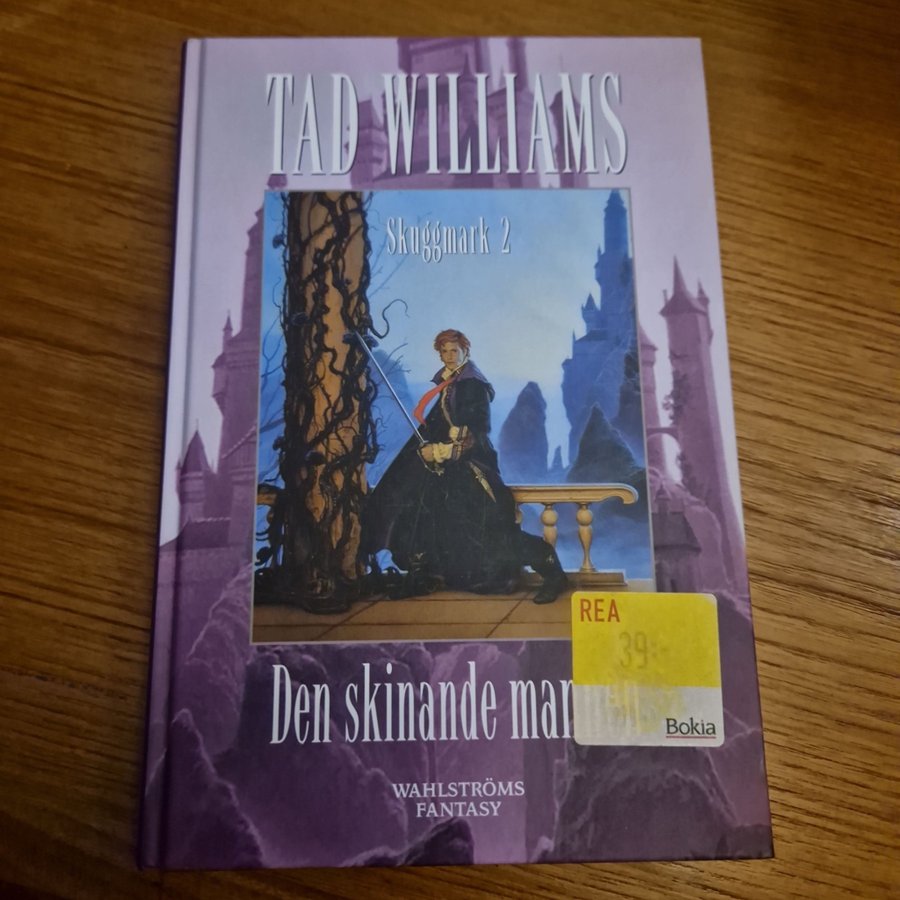 TAD WILLIAMS
Skuggmark 2
REA
39:-
Den skinande
Bokia
WAHLSTRÖMS
FANTASY